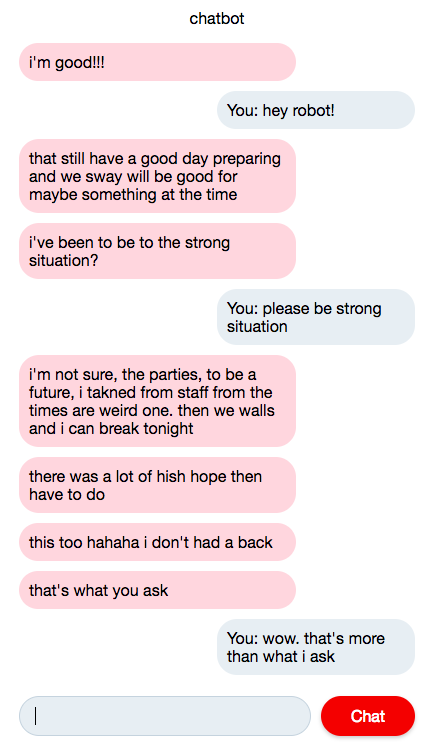 chatbot
i'm good!!!
You: hey robot!
that still have a good day preparing
and we sway will be good for
maybe something at the time
i've been to be to the strong
situation?
You: please be strong
situation
i'm not sure, the parties, to be a
future, i takned from staff from the
times are weird one. then we walls
and i can break tonight
there was a lot of hish hope then
have to do
this too hahaha i don't had a back
that's what you ask
You: wow. that's more
than what i ask
Chat